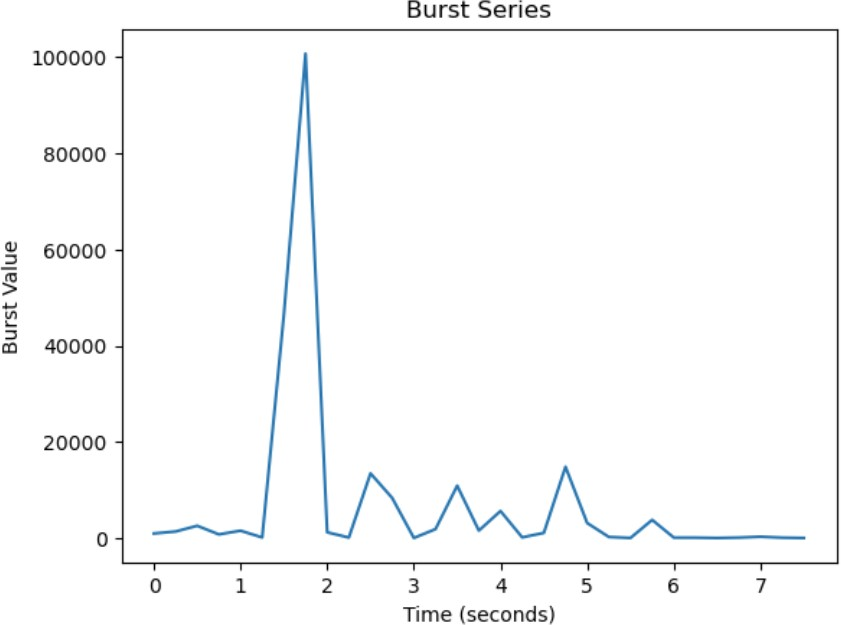 Burst Series
Burst Value
100000
80000
60000
40000
20000
0
0 1 2 3 4 5 6 7
Time (seconds)